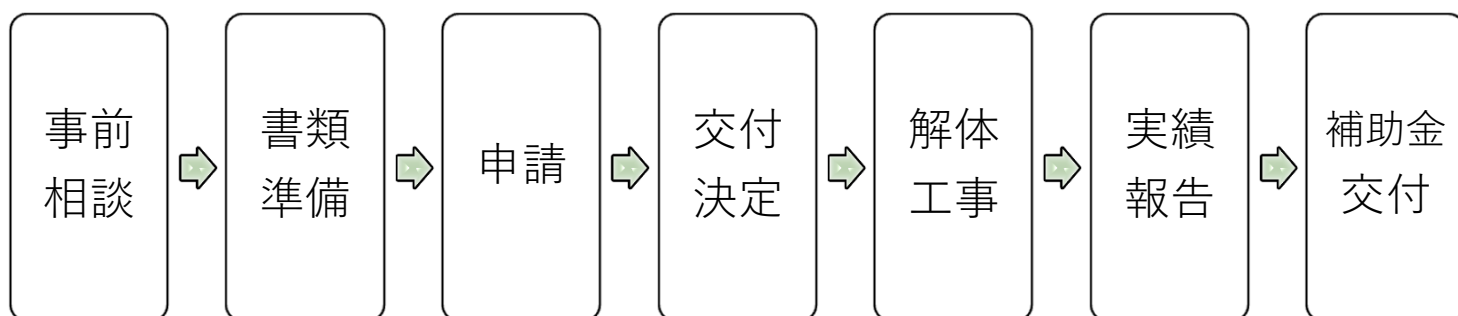 事前
相談
書類
準備
申請
交付
決定
解体
工事
実績
報告
補助金
交付